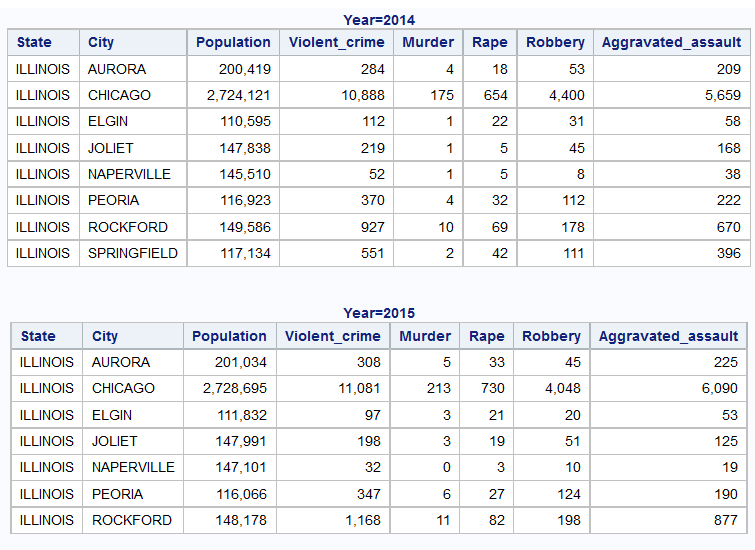 Year=2014
State City Population Violent_crime Murder Rape Robbery Aggravated_assault
ILLINOIS AURORA 200,419 284 4 18 53 209
ILLINOIS CHICAGO 2,724,121 10,888 175 654 4,400 5,659
ILLINOIS ELGIN 110,595 112 1 22 31 58
ILLINOIS JOLIET 147,838 219 1 5 45 168
ILLINOIS NAPERVILLE 145,510 52 1 5 8 38
ILLINOIS PEORIA 116,923 370 4 32 112 222
ILLINOIS ROCKFORD 149,586 927 10 69 178 670
ILLINOIS SPRINGFIELD 117,134 551 2 42 111 396
Year=2015
State City Population Violent_crime Murder Rape Robbery Aggravated_assault
ILLINOIS AURORA 201,034 308 5 33 45 225
ILLINOIS CHICAGO 2,728,695 11,081 213 730 4,048 6,090
ILLINOIS ELGIN 111,832 97 3 21 20 53
ILLINOIS JOLIET 147,991 198 3 19 51 125
ILLINOIS NAPERVILLE 147,101 32 0 3 10 19
ILLINOIS PEORIA 116,066 347 6 27 124 190
ILLINOIS ROCKFORD 148,178 1,168 11 82 198 877